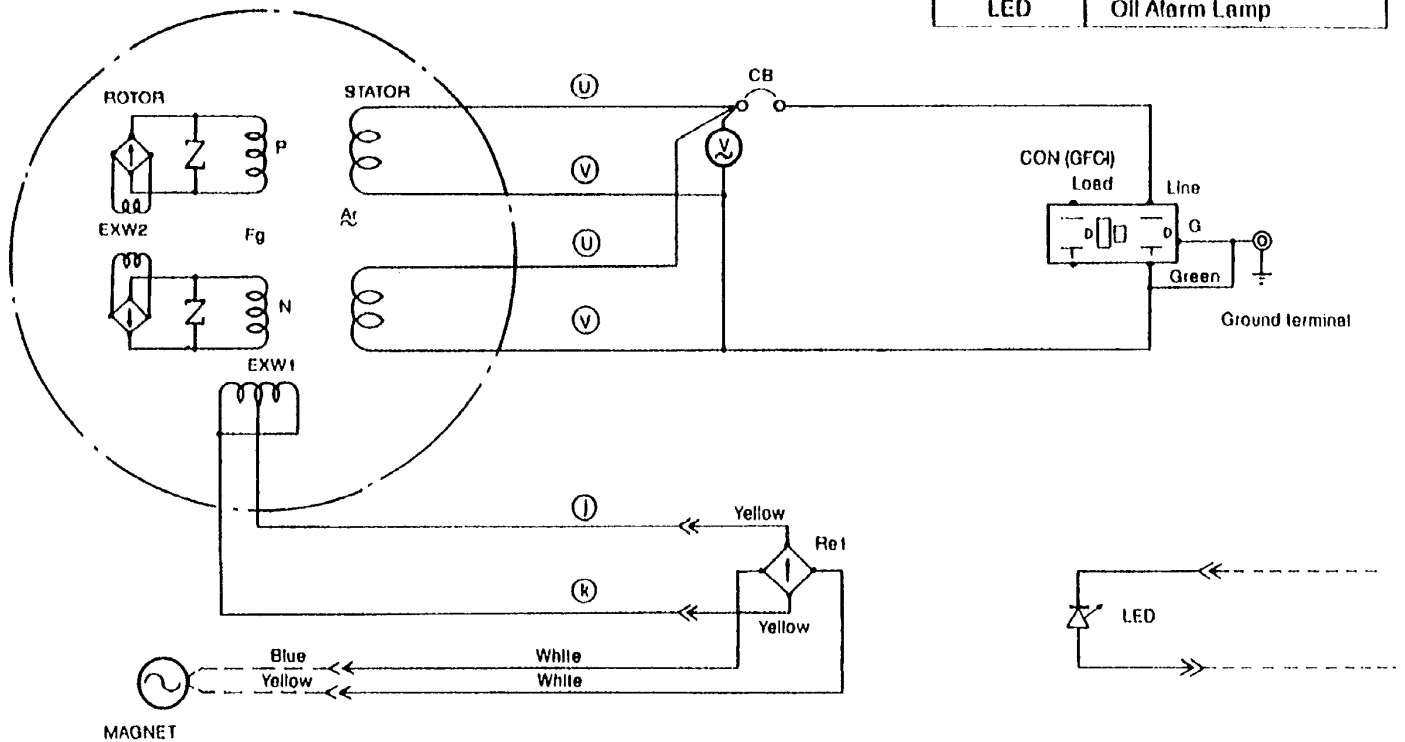 LED Oil Alarm Lamp
CB
ROTOR
STATOR
U
P
V
V
CON (GFCI)
Load
Line
Ar
EXW2
Fg
U
D
D
G
Green
N
V
Ground terminal
EXW1
j
Yellow
Re1
k
LED
Yellow
Blue
White
Yellow
White
MAGNET